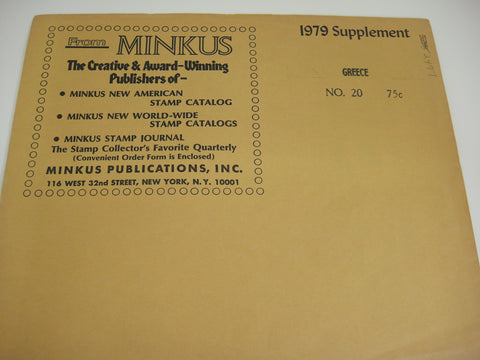 From MINKUS
The Creative & Award-Winning
Publishers of—
• MINKUS NEW AMERICAN
STAMP CATALOG
• MINKUS NEW WORLD-WIDE
STAMP CATALOGS
• MINKUS STAMP JOURNAL
The Stamp Collector's Favorite Quarterly
(Convenient Order Form is Enclosed)
MINKUS PUBLICATIONS, INC.
116 WEST 32nd STREET, NEW YORK, N.Y. 10001
1979 Supplement
GREECE
NO. 20 75c